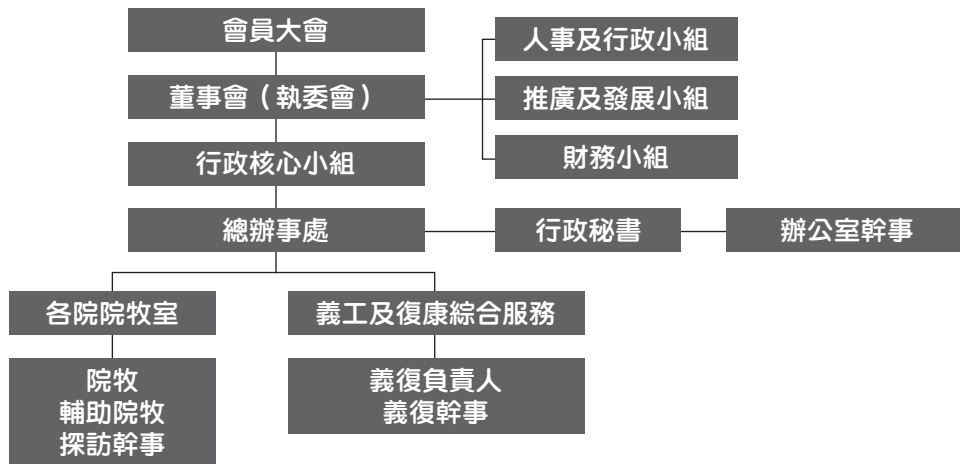 會員大會
人事及行政小組
董事會（執委會）
推廣及發展小組
行政核心小組
財務小組
總辦事處
行政秘書
辦公室幹事
各院院牧室
義工及復康綜合服務
院牧
輔助院牧
探訪幹事
義復負責人
義復幹事